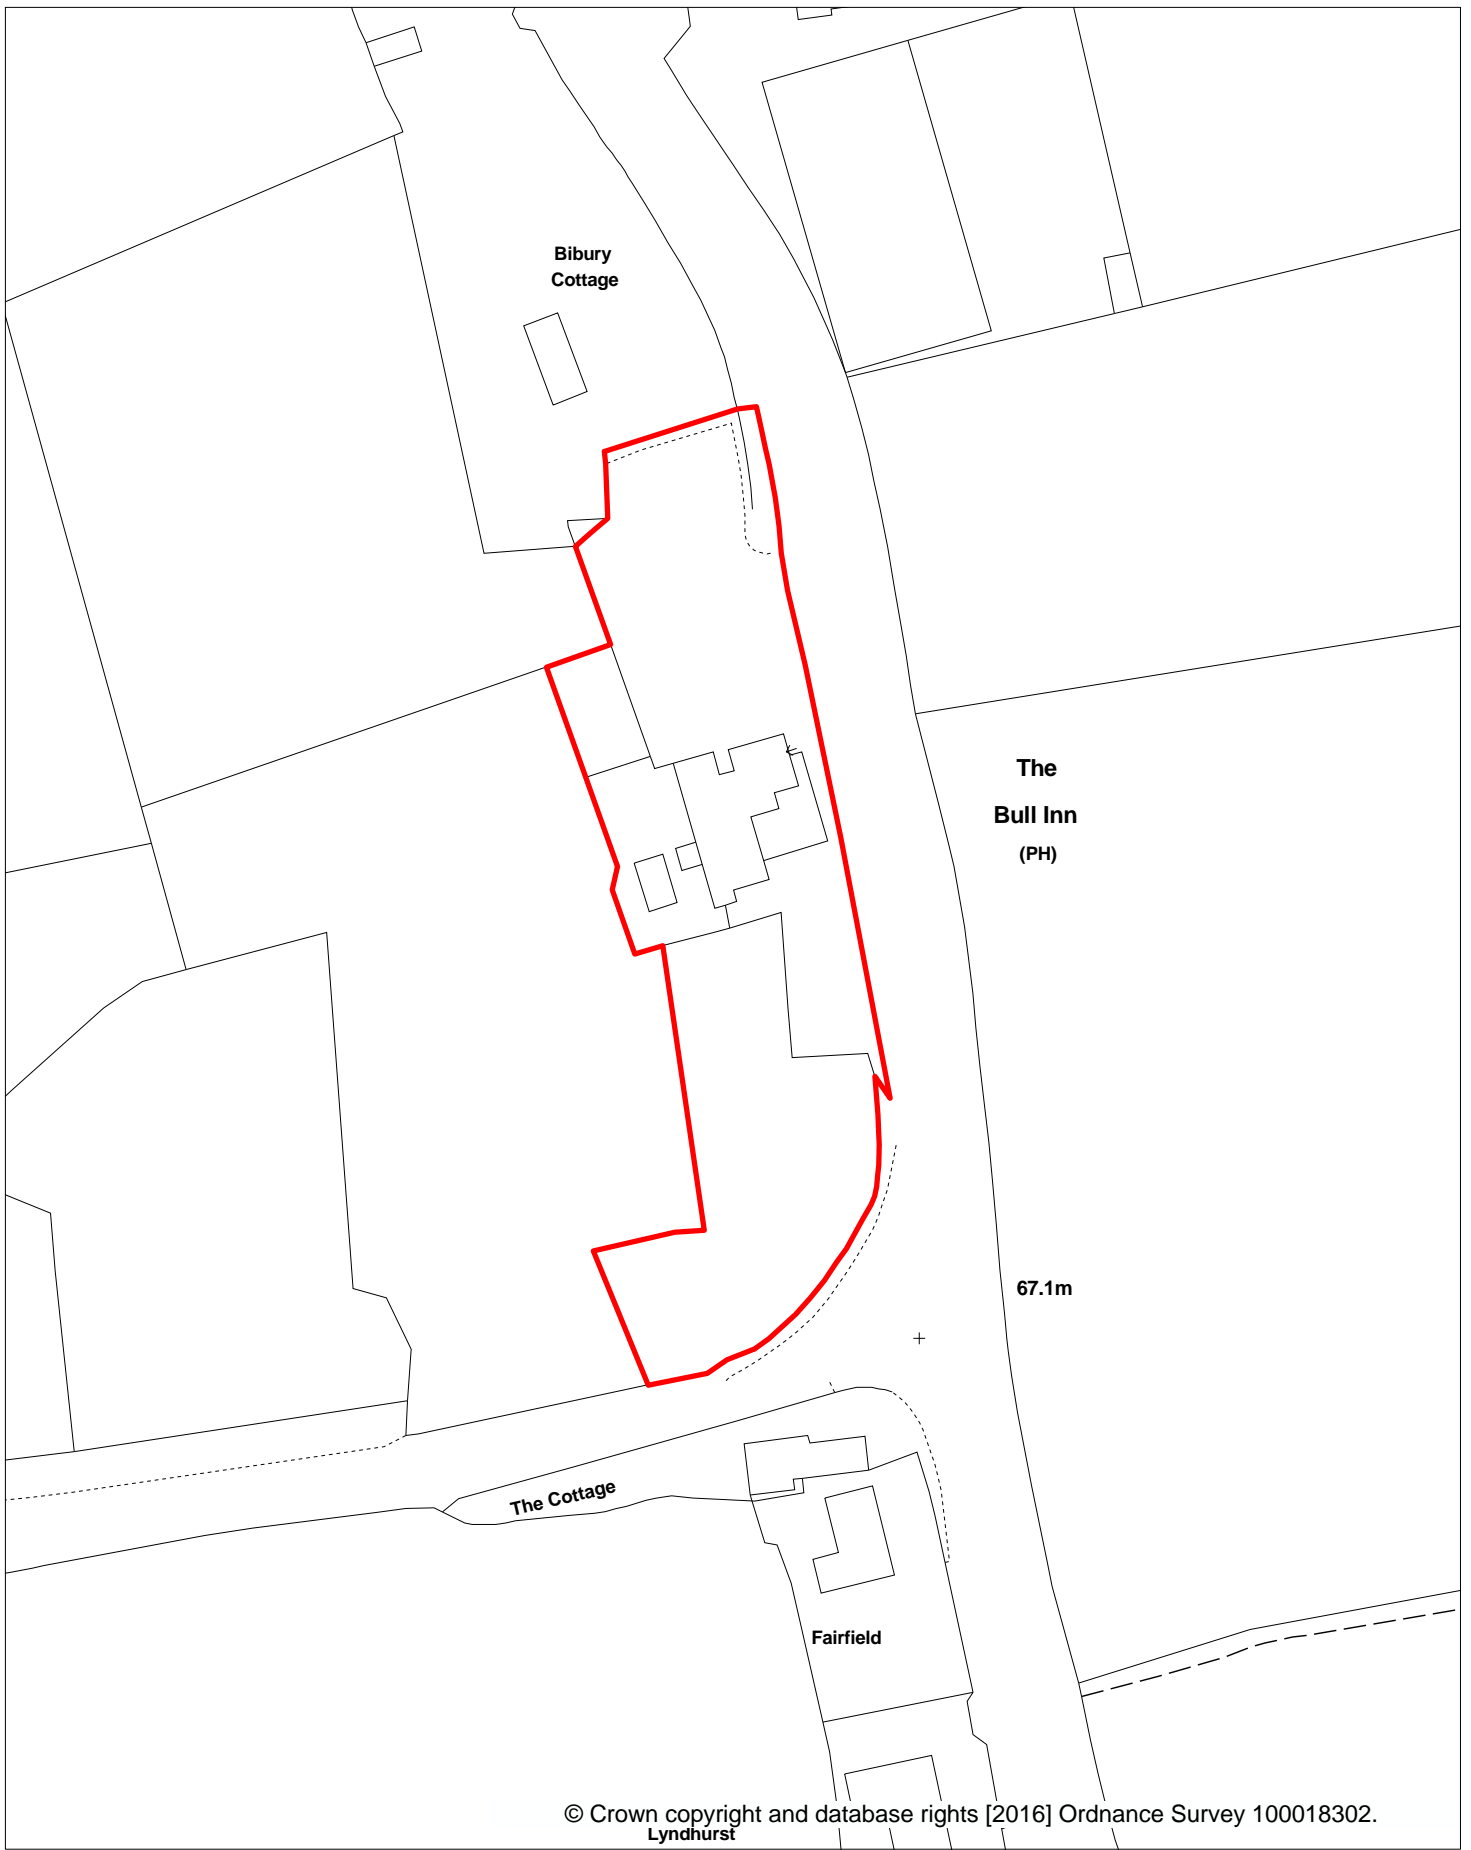 Bibury
Cottage
The
Bull Inn
(PH)
67.1m
The Cottage
Fairfield
© Crown copyright and database rights [2016] Ordnance Survey 100018302.
Lyndhurst